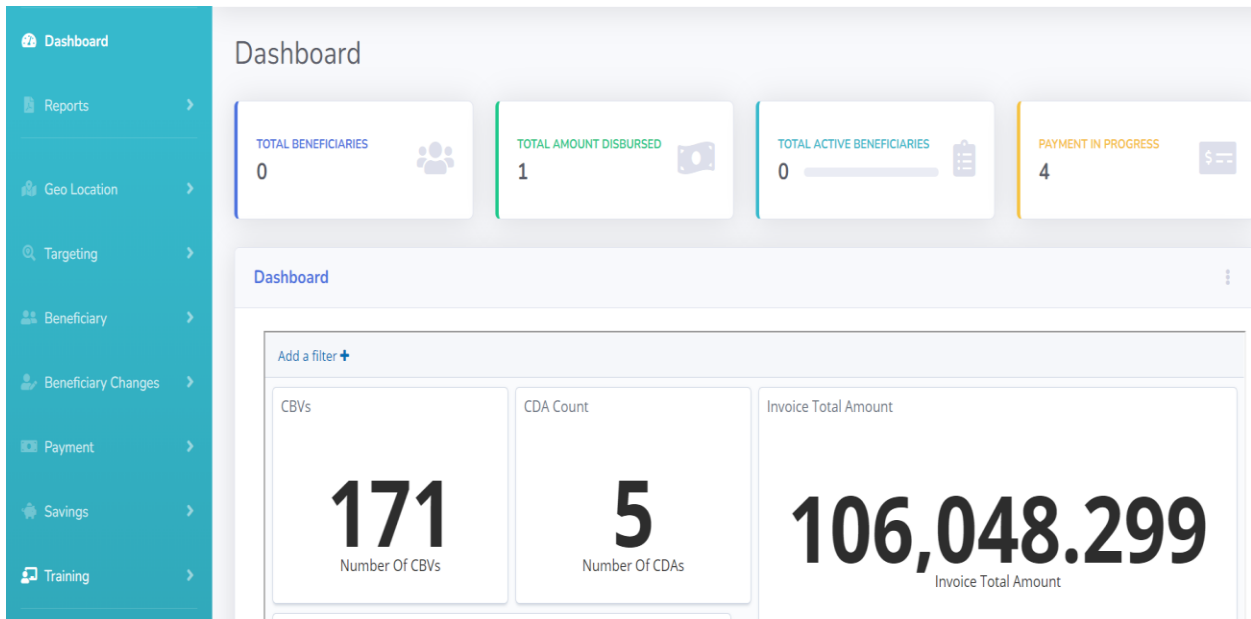 Dashboard
Reports
Geo Location
Targeting
Beneficiary
Beneficiary Changes
Payment
Savings
Training
Dashboard
TOTAL BENEFICIARIES
0
TOTAL AMOUNT DISBURSED
1
TOTAL ACTIVE BENEFICIARIES
0
PAYMENT IN PROGRESS
4
Dashboard
Add a filter +
CBVs
171
Number Of CBVs
CDA Count
5
Number Of CDAs
Invoice Total Amount
106,048.299
Invoice Total Amount